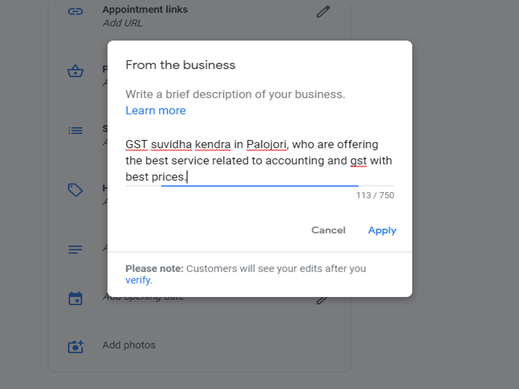 Appointment links
Add URL
From the business
Write a brief description of your business.
Learn more
GST suvidha kendra in Palojori, who are offering
the best service related to accounting and gst with
best prices.
113 / 750
Cancel
Apply
Please note: Customers will see your edits after you
verify.
Add opening date
Add photos